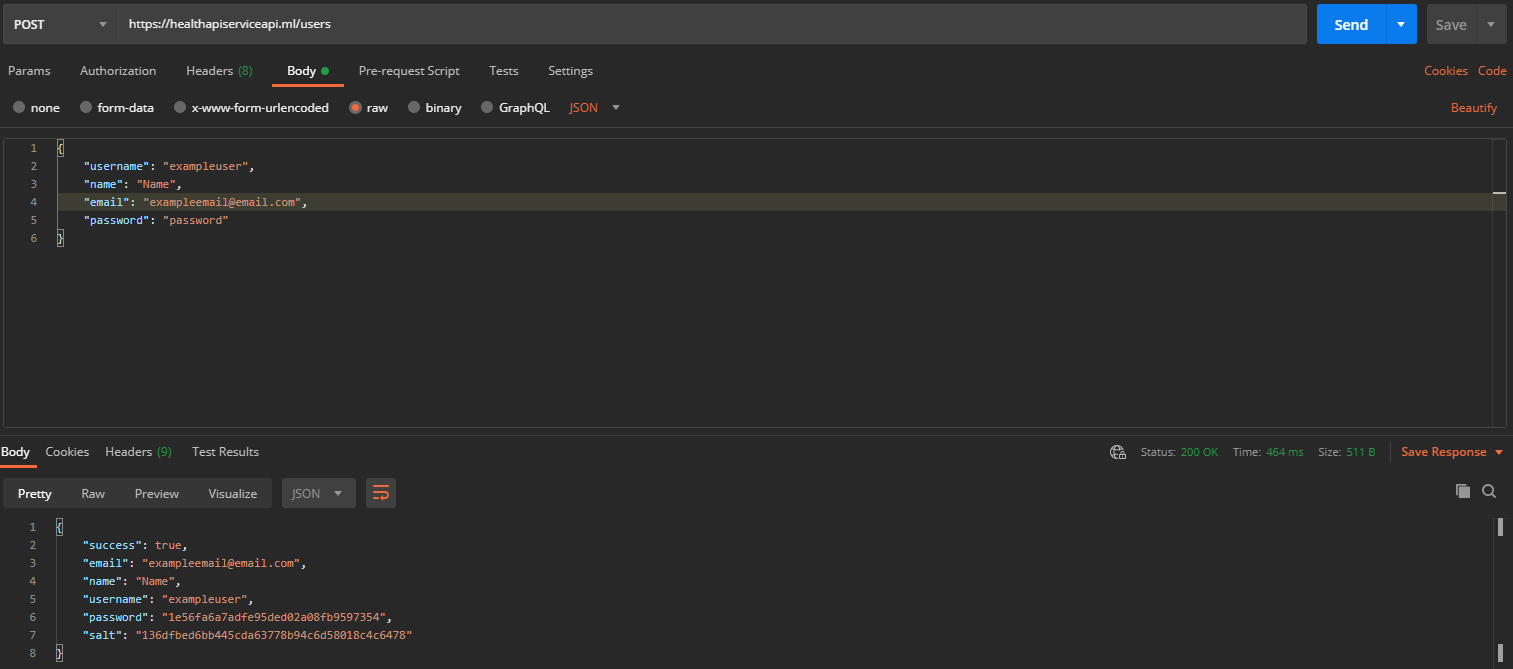 POST https://healthapiserviceapi.ml/users Send Save
Params Authorization Headers (8) Body Pre-request Script Tests Settings Cookies Code
none form-data x-www-form-urlencoded raw binary GraphQL JSON Beautify
1 {
2 "username": "exampleuser",
3 "name": "Name",
4 "email": "exampleemail@email.com",
5 "password": "password"
6 }
Body Cookies Headers (9) Test Results Status: 200 OK Time: 464 ms Size: 511 B Save Response
Pretty Raw Preview Visualize JSON
1 {
2 "success": true,
3 "email": "exampleemail@email.com",
4 "name": "Name",
5 "username": "exampleuser",
6 "password": "1e56fa6a7adfe95ded02a08fb9597354",
7 "salt": "136dfbed6bb445cda63778b94c6d58018c4c6478"
8 }